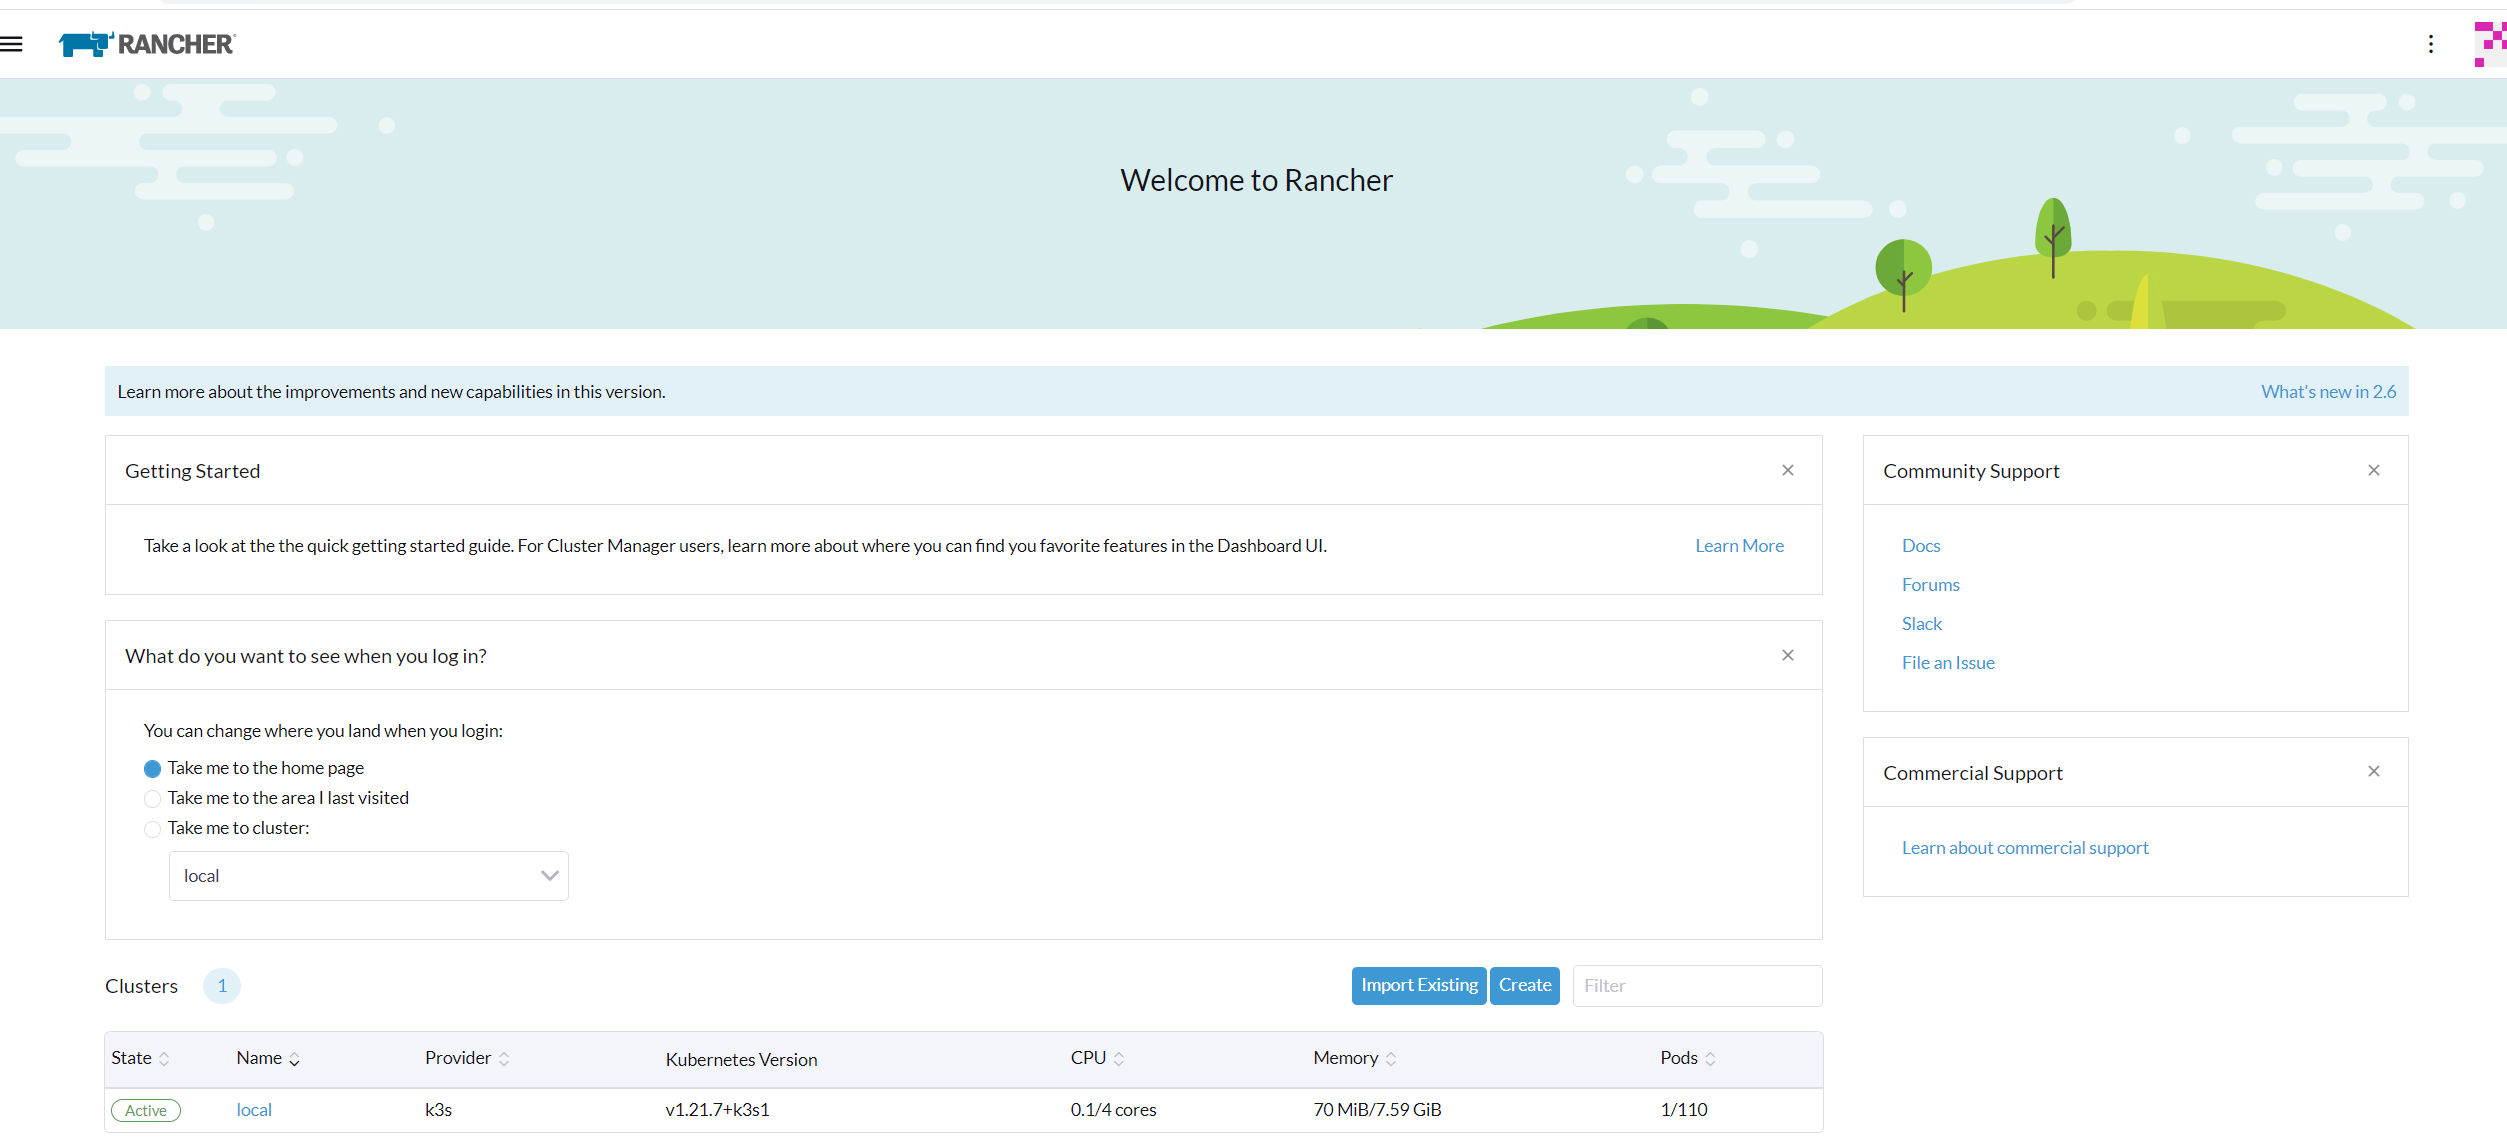 RANCHER
Welcome to Rancher
Learn more about the improvements and new capabilities in this version.
What's new in 2.6
Getting Started
Take a look at the the quick getting started guide. For Cluster Manager users, learn more about where you can find you favorite features in the Dashboard UI.
Learn More
What do you want to see when you log in?
You can change where you land when you login:
Take me to the home page
Take me to the area I last visited
Take me to cluster:
local
Community Support
Docs
Forums
Slack
File an Issue
Commercial Support
Learn about commercial support
Clusters 1
Import Existing Create Filter
State Name Provider Kubernetes Version CPU Memory Pods
Active local k3s v1.21.7+k3s1 0.1/4 cores 70 MiB/7.59 GiB 1/110